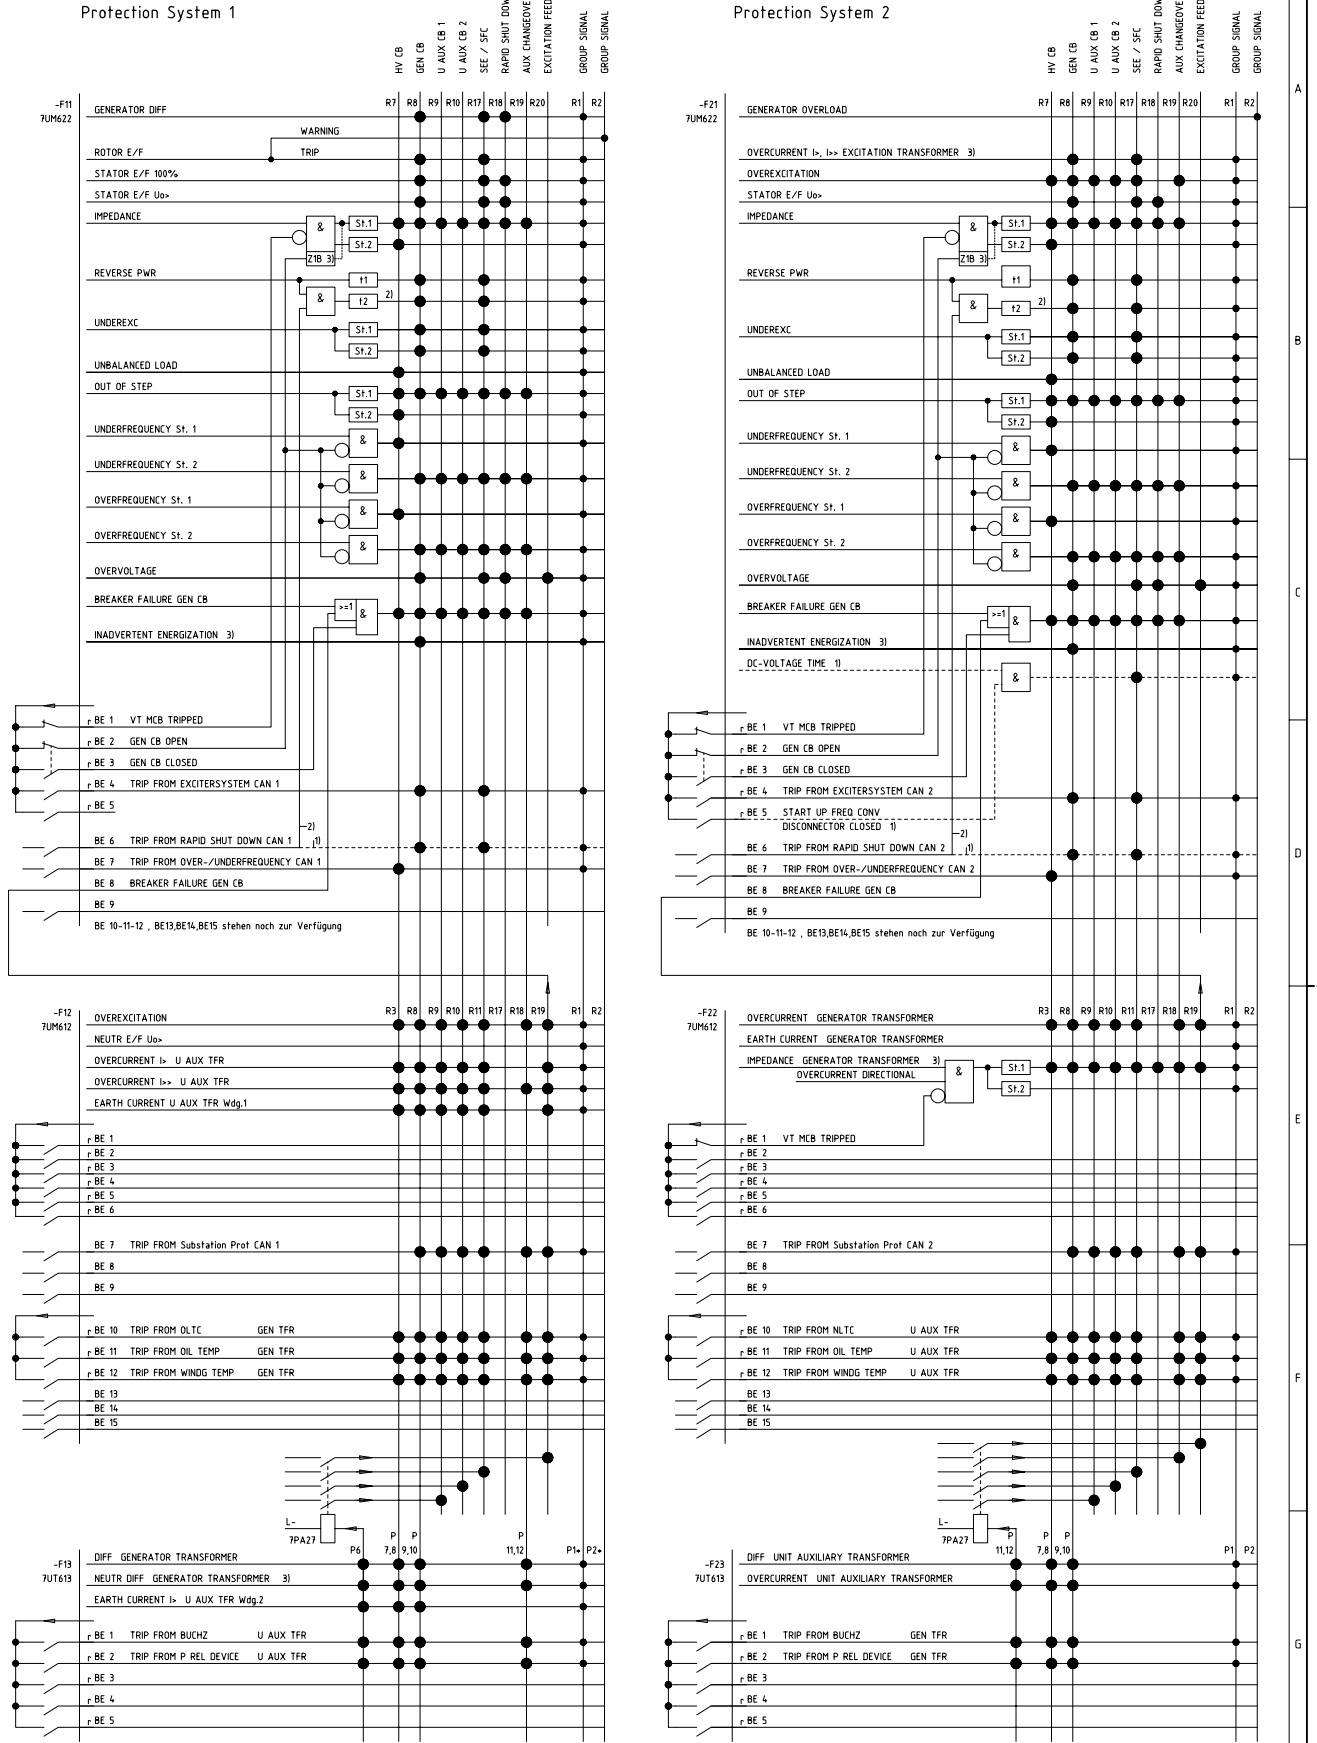 Protection System 1
HV CB
GEN CB
U AUX CB 1
U AUX CB 2
SEE / SFC
RAPID SHUT
AUX CHANGEOVE
EXCITATION FEED
GROUP SIGNAL
GROUP SIGNAL
-F11
7UM622
R7 R8 R9 R10 R17 R18 R19 R20 R1 R2
GENERATOR DIFF
WARNING
ROTOR E/F TRIP
STATOR E/F 100%
STATOR E/F Uo>
IMPEDANCE & St.1
St.2
Z1B 3)
REVERSE PWR t1
& t2 2)
UNDEREXC St.1
St.2
UNBALANCED LOAD
OUT OF STEP St.1
St.2
UNDERFREQUENCY St. 1 &
UNDERFREQUENCY St. 2 &
OVERFREQUENCY St. 1 &
OVERFREQUENCY St. 2 &
OVERVOLTAGE
BREAKER FAILURE GEN CB >=1 &
INADVERTENT ENERGIZATION 3)
BE 1 VT MCB TRIPPED
BE 2 GEN CB OPEN
BE 3 GEN CB CLOSED
BE 4 TRIP FROM EXCITERSYSTEM CAN 1
BE 5
2)
BE 6 TRIP FROM RAPID SHUT DOWN CAN 1 1)
BE 7 TRIP FROM OVER-/UNDERFREQUENCY CAN 1
BE 8 BREAKER FAILURE GEN CB
BE 9
BE 10-11-12 , BE13,BE14,BE15 stehen noch zur Verfügung
-F12
7UM612
R3 R8 R9 R10 R11 R17 R18 R19 R1 R2
OVEREXCITATION
NEUTR E/F Uo>
OVERCURRENT I> U AUX TFR
OVERCURRENT I>> U AUX TFR
EARTH CURRENT U AUX TFR Wdg.1
BE 1
BE 2
BE 3
BE 4
BE 5
BE 6
BE 7 TRIP FROM Substation Prot CAN 1
BE 8
BE 9
BE 10 TRIP FROM OLTC GEN TFR
BE 11 TRIP FROM OIL TEMP GEN TFR
BE 12 TRIP FROM WINDG TEMP GEN TFR
BE 13
BE 14
BE 15
L-
7PA27
P P P
P6 7,8 9,10 11,12 P1* P2*
-F13
7UT613
DIFF GENERATOR TRANSFORMER
NEUTR DIFF GENERATOR TRANSFORMER 3)
EARTH CURRENT I> U AUX TFR Wdg.2
BE 1 TRIP FROM BUCHZ U AUX TFR
BE 2 TRIP FROM P REL DEVICE U AUX TFR
BE 3
BE 4
BE 5
Protection System 2
HV CB
GEN CB
U AUX CB 1
U AUX CB 2
SEE / SFC
RAPID SHUT
AUX CHANGEOVE
EXCITATION FEED
GROUP SIGNAL
GROUP SIGNAL
-F21
7UM622
R7 R8 R9 R10 R17 R18 R19 R20 R1 R2
GENERATOR OVERLOAD
OVERCURRENT I>, I>> EXCITATION TRANSFORMER 3)
OVEREXCITATION
STATOR E/F Uo>
IMPEDANCE & St.1
St.2
Z1B 3)
REVERSE PWR t1
& t2 2)
UNDEREXC St.1
St.2
UNBALANCED LOAD
OUT OF STEP St.1
St.2
UNDERFREQUENCY St. 1 &
UNDERFREQUENCY St. 2 &
OVERFREQUENCY St. 1 &
OVERFREQUENCY St. 2 &
OVERVOLTAGE
BREAKER FAILURE GEN CB >=1 &
INADVERTENT ENERGIZATION 3)
DC-VOLTAGE TIME 1) &
BE 1 VT MCB TRIPPED
BE 2 GEN CB OPEN
BE 3 GEN CB CLOSED
BE 4 TRIP FROM EXCITERSYSTEM CAN 2
BE 5 START UP FREQ CONV
DISCONNECTOR CLOSED 1)
2)
BE 6 TRIP FROM RAPID SHUT DOWN CAN 2 1)
BE 7 TRIP FROM OVER-/UNDERFREQUENCY CAN 2
BE 8 BREAKER FAILURE GEN CB
BE 9
BE 10-11-12 , BE13,BE14,BE15 stehen noch zur Verfügung
-F22
7UM612
R3 R8 R9 R10 R11 R17 R18 R19 R1 R2
OVERCURRENT GENERATOR TRANSFORMER
EARTH CURRENT GENERATOR TRANSFORMER
IMPEDANCE GENERATOR TRANSFORMER 3) & St.1
OVERCURRENT DIRECTIONAL St.2
BE 1 VT MCB TRIPPED
BE 2
BE 3
BE 4
BE 5
BE 6
BE 7 TRIP FROM Substation Prot CAN 2
BE 8
BE 9
BE 10 TRIP FROM NLTC U AUX TFR
BE 11 TRIP FROM OIL TEMP U AUX TFR
BE 12 TRIP FROM WINDG TEMP U AUX TFR
BE 13
BE 14
BE 15
L-
7PA27
P P P
11,12 7,8 9,10 P1 P2
-F23
7UT613
DIFF UNIT AUXILIARY TRANSFORMER
OVERCURRENT UNIT AUXILIARY TRANSFORMER
BE 1 TRIP FROM BUCHZ GEN TFR
BE 2 TRIP FROM P REL DEVICE GEN TFR
BE 3
BE 4
BE 5
A
B
C
D
E
F
G